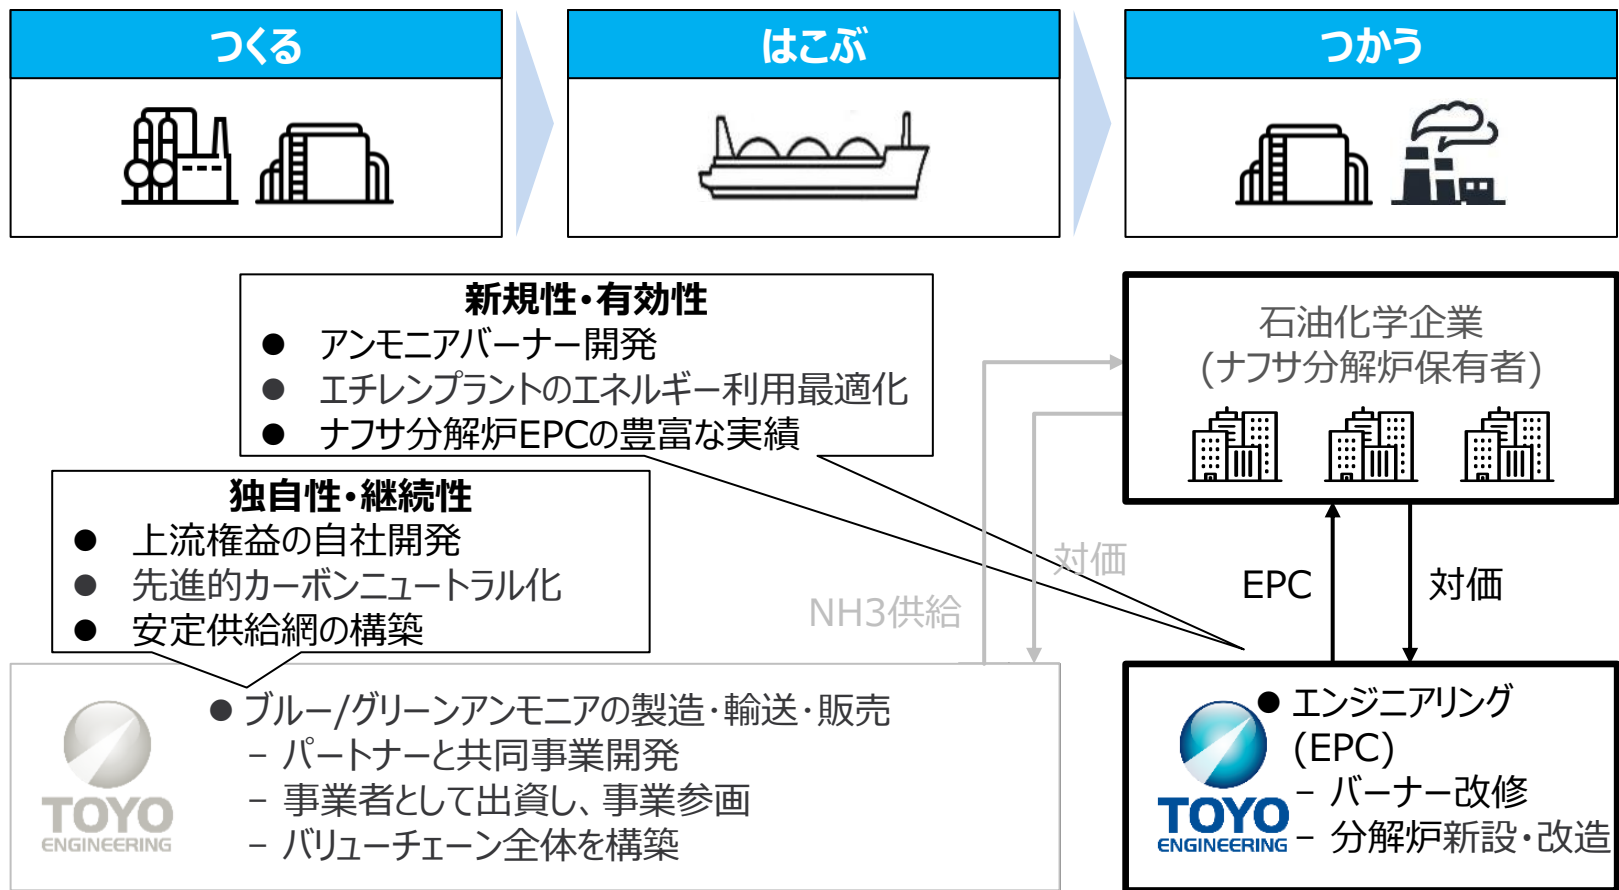 つくる
はこぶ
つかう
新規性・有効性
● アンモニアバーナー開発
● エチレンプラントのエネルギー利用最適化
● ナフサ分解炉EPCの豊富な実績
石油化学企業
(ナフサ分解炉保有者)
独自性・継続性
● 上流権益の自社開発
● 先進的カーボンニュートラル化
● 安定供給網の構築
NH3供給
対価
EPC
対価
TOYO
ENGINEERING
● ブルー/グリーンアンモニアの製造・輸送・販売
− パートナーと共同事業開発
− 事業者として出資し、事業参画
− バリューチェーン全体を構築
TOYO
ENGINEERING
● エンジニアリング
(EPC)
− バーナー改修
− 分解炉新設・改造